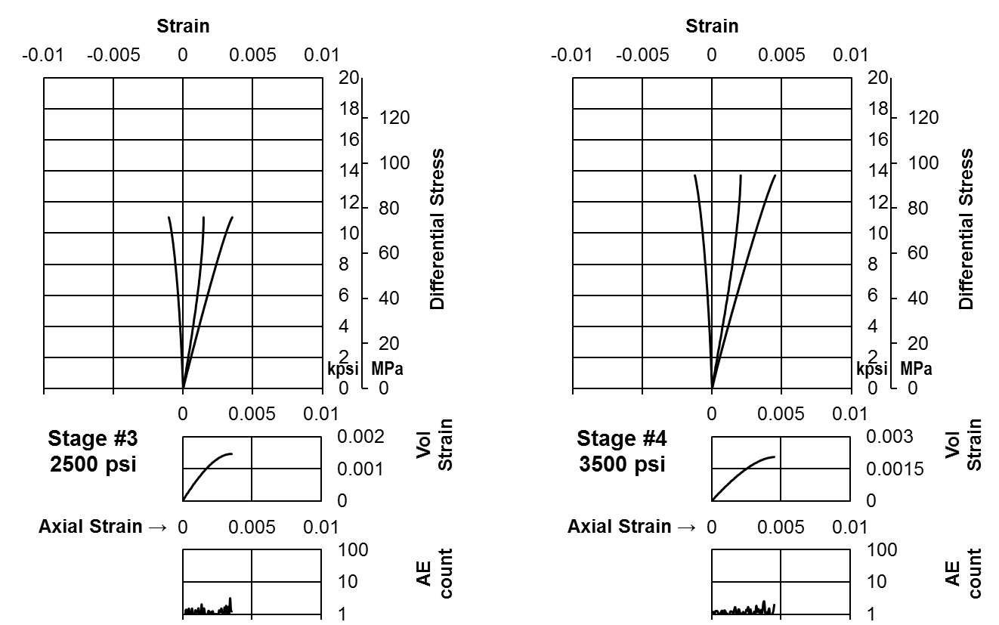 Strain
-0.01 -0.005 0 0.005 0.01
20
18
16
14
12
10
8
6
4
2
0
kpsi MPa
120
100
80
60
40
20
0
Differential Stress
0 0.005 0.01
Stage #3
2500 psi
0.002
0.001
0
Vol
Strain
Axial Strain → 0 0.005 0.01
100
10
1
AE
count
Strain
-0.01 -0.005 0 0.005 0.01
20
18
16
14
12
10
8
6
4
2
0
kpsi MPa
120
100
80
60
40
20
0
Differential Stress
0 0.005 0.01
Stage #4
3500 psi
0.003
0.0015
0
Vol
Strain
Axial Strain → 0 0.005 0.01
100
10
1
AE
count